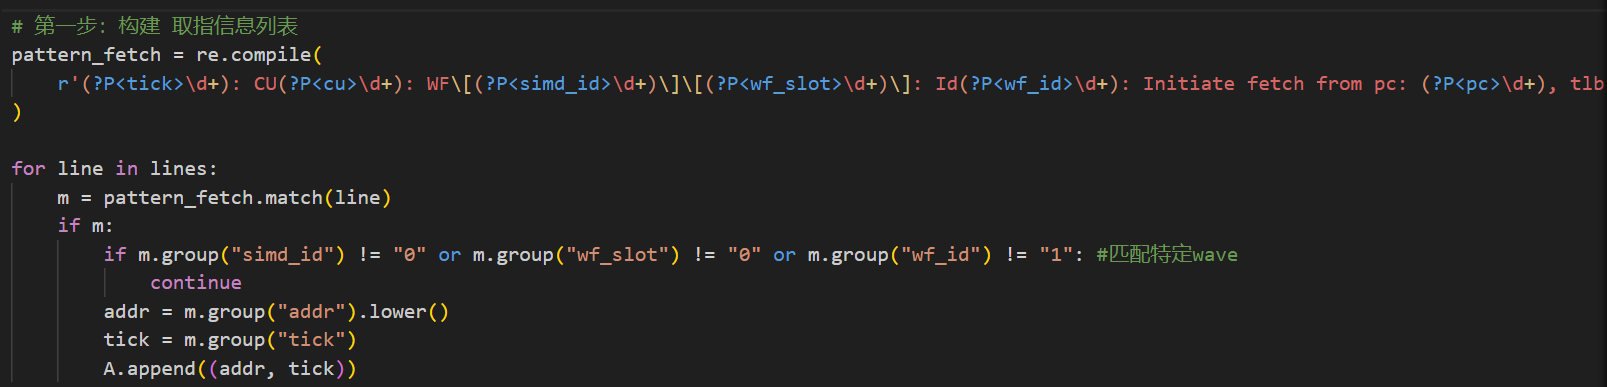 # 第一步: 构建 取指信息列表
pattern_fetch = re.compile(
    r'(?P<tick>\d+): CU(?P<cu>\d+): WF\[(?P<simd_id>\d+)\]\[(?P<wf_slot>\d+)\]: Id(?P<wf_id>\d+): Initiate fetch from pc: (?P<pc>\d+), tlb
)
for line in lines:
    m = pattern_fetch.match(line)
    if m:
        if m.group("simd_id") != "0" or m.group("wf_slot") != "0" or m.group("wf_id") != "1": #匹配特定wave
            continue
        addr = m.group("addr").lower()
        tick = m.group("tick")
        A.append((addr, tick))